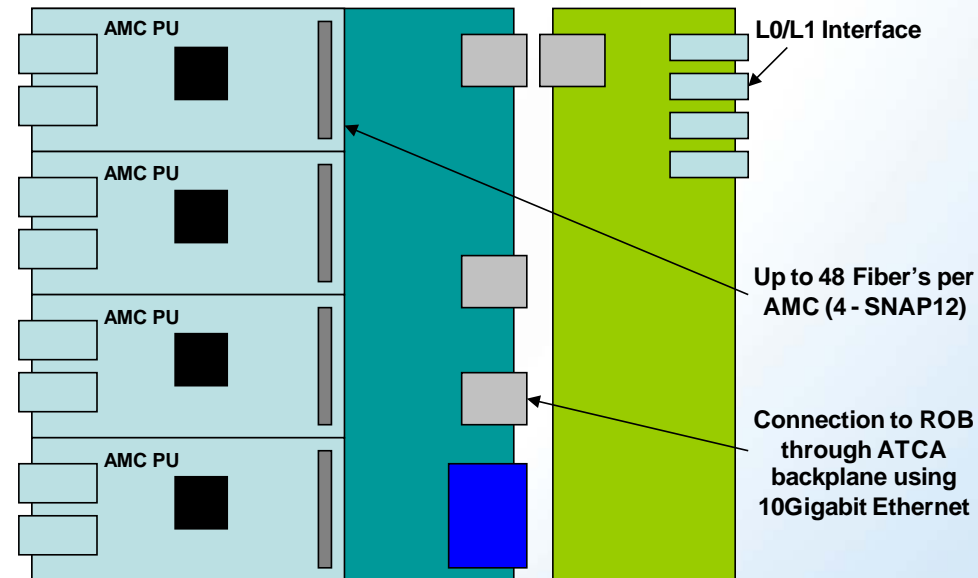 AMC PU
L0/L1 Interface
AMC PU
Up to 48 Fiber's per
AMC (4 - SNAP12)
AMC PU
Connection to ROB
through ATCA
backplane using
10Gigabit Ethernet
AMC PU